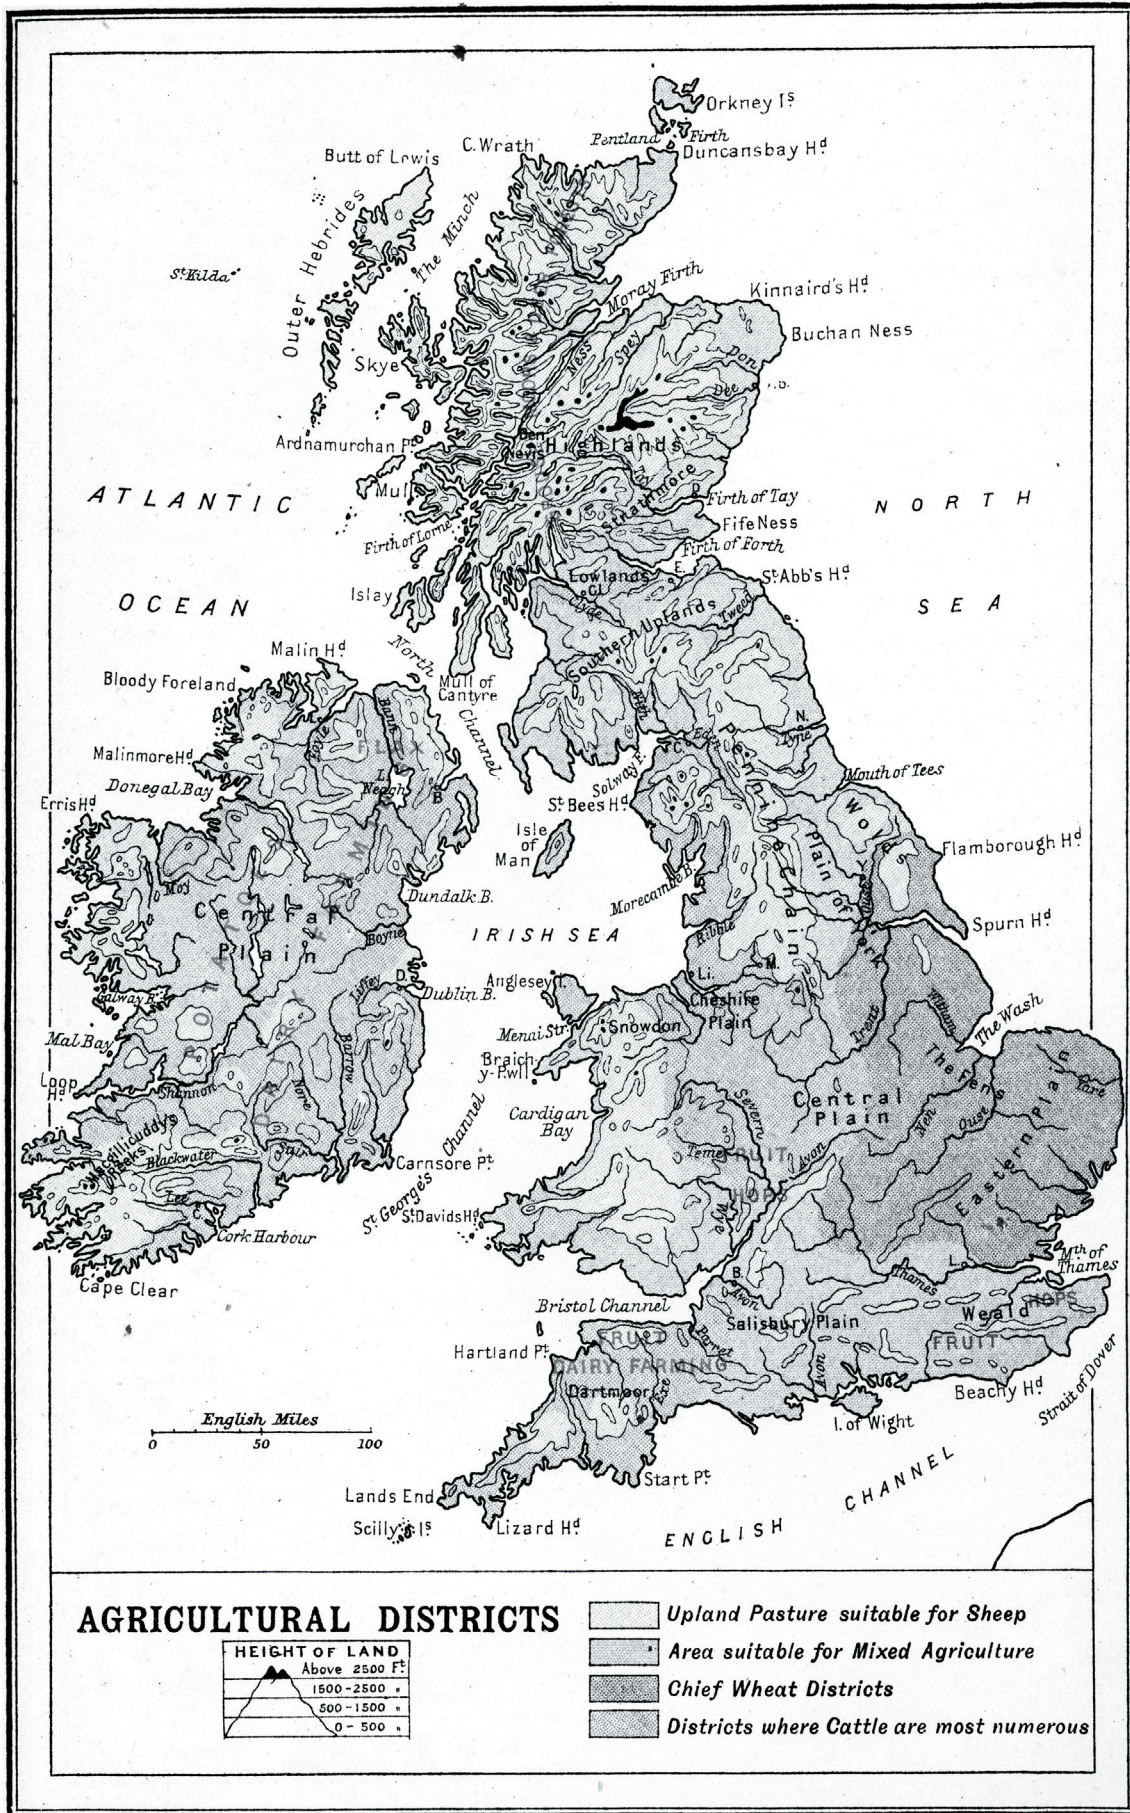 Orkney Is
Pentland Firth
Duncansbay Hd
C. Wrath
Butt of Lewis
The Minch
Outer Hebrides
St Kilda
Moray Firth
Kinnaird's Hd
Buchan Ness
Skye
Ness
Spey
Don
Dee
Ardnamurchan Pt
Ben
Nevis
Highlands
Mull
Tay
Strathmore
D.
Firth of Tay
Fife Ness
Firth of Forth
ATLANTIC
OCEAN
NORTH
SEA
Firth of Lorne
Islay
Lowlands
E.
Gl.
Clyde
St Abb's Hd
Tweed
Southern Uplands
Nith
North
Channel
Mull of
Cantyre
Malin Hd
Bloody Foreland
Malinmore Hd
Donegal Bay
Erris Hd
Foyle
Bann
FLAX
L.
Neagh
B
Solway F.
C.
Eden
N.
Tyne
Pennine Chain
St Bees Hd
Isle
of
Man
Mouth of Tees
Wolds
Plain of York
Ouse
Flamborough Hd
Spurn Hd
Morecambe B.
Ribble
Dundalk B.
Moy
Central
Plain
Boyne
IRISH SEA
Liffey
D.
Dublin B.
Galway B.
Mal Bay
Loop
Hd
POTATOES
DAIRY FARMING
Shannon
Nore
Barrow
Suir
Macgillicuddy's
Reeks
Blackwater
Lee
C.
Cork Harbour
Cape Clear
Carnsore Pt
St George's Channel
Anglesey I.
Menai Str.
Snowdon
Braich-
y-Pwll
Cardigan
Bay
St Davids Hd
Li.
M.
Cheshire
Plain
Trent
Witham
The Wash
The Fens
Central
Plain
Nen
Ouse
Yare
Eastern Plain
Severn
Teme
FRUIT
Avon
HOPS
Wye
B.
Avon
Thames
L.
Mth of
Thames
Bristol Channel
Salisbury Plain
Weald
HOPS
FRUIT
FRUIT
Parret
Hartland Pt
DAIRY FARMING
Dartmoor
Exe
Avon
Beachy Hd
Strait of Dover
I. of Wight
English Miles
0 50 100
Start Pt
Lands End
Scilly Is
Lizard Hd
ENGLISH CHANNEL
AGRICULTURAL DISTRICTS
HEIGHT OF LAND
Above 2500 Ft
1500-2500 "
500-1500 "
0-500 "
Upland Pasture suitable for Sheep
Area suitable for Mixed Agriculture
Chief Wheat Districts
Districts where Cattle are most numerous